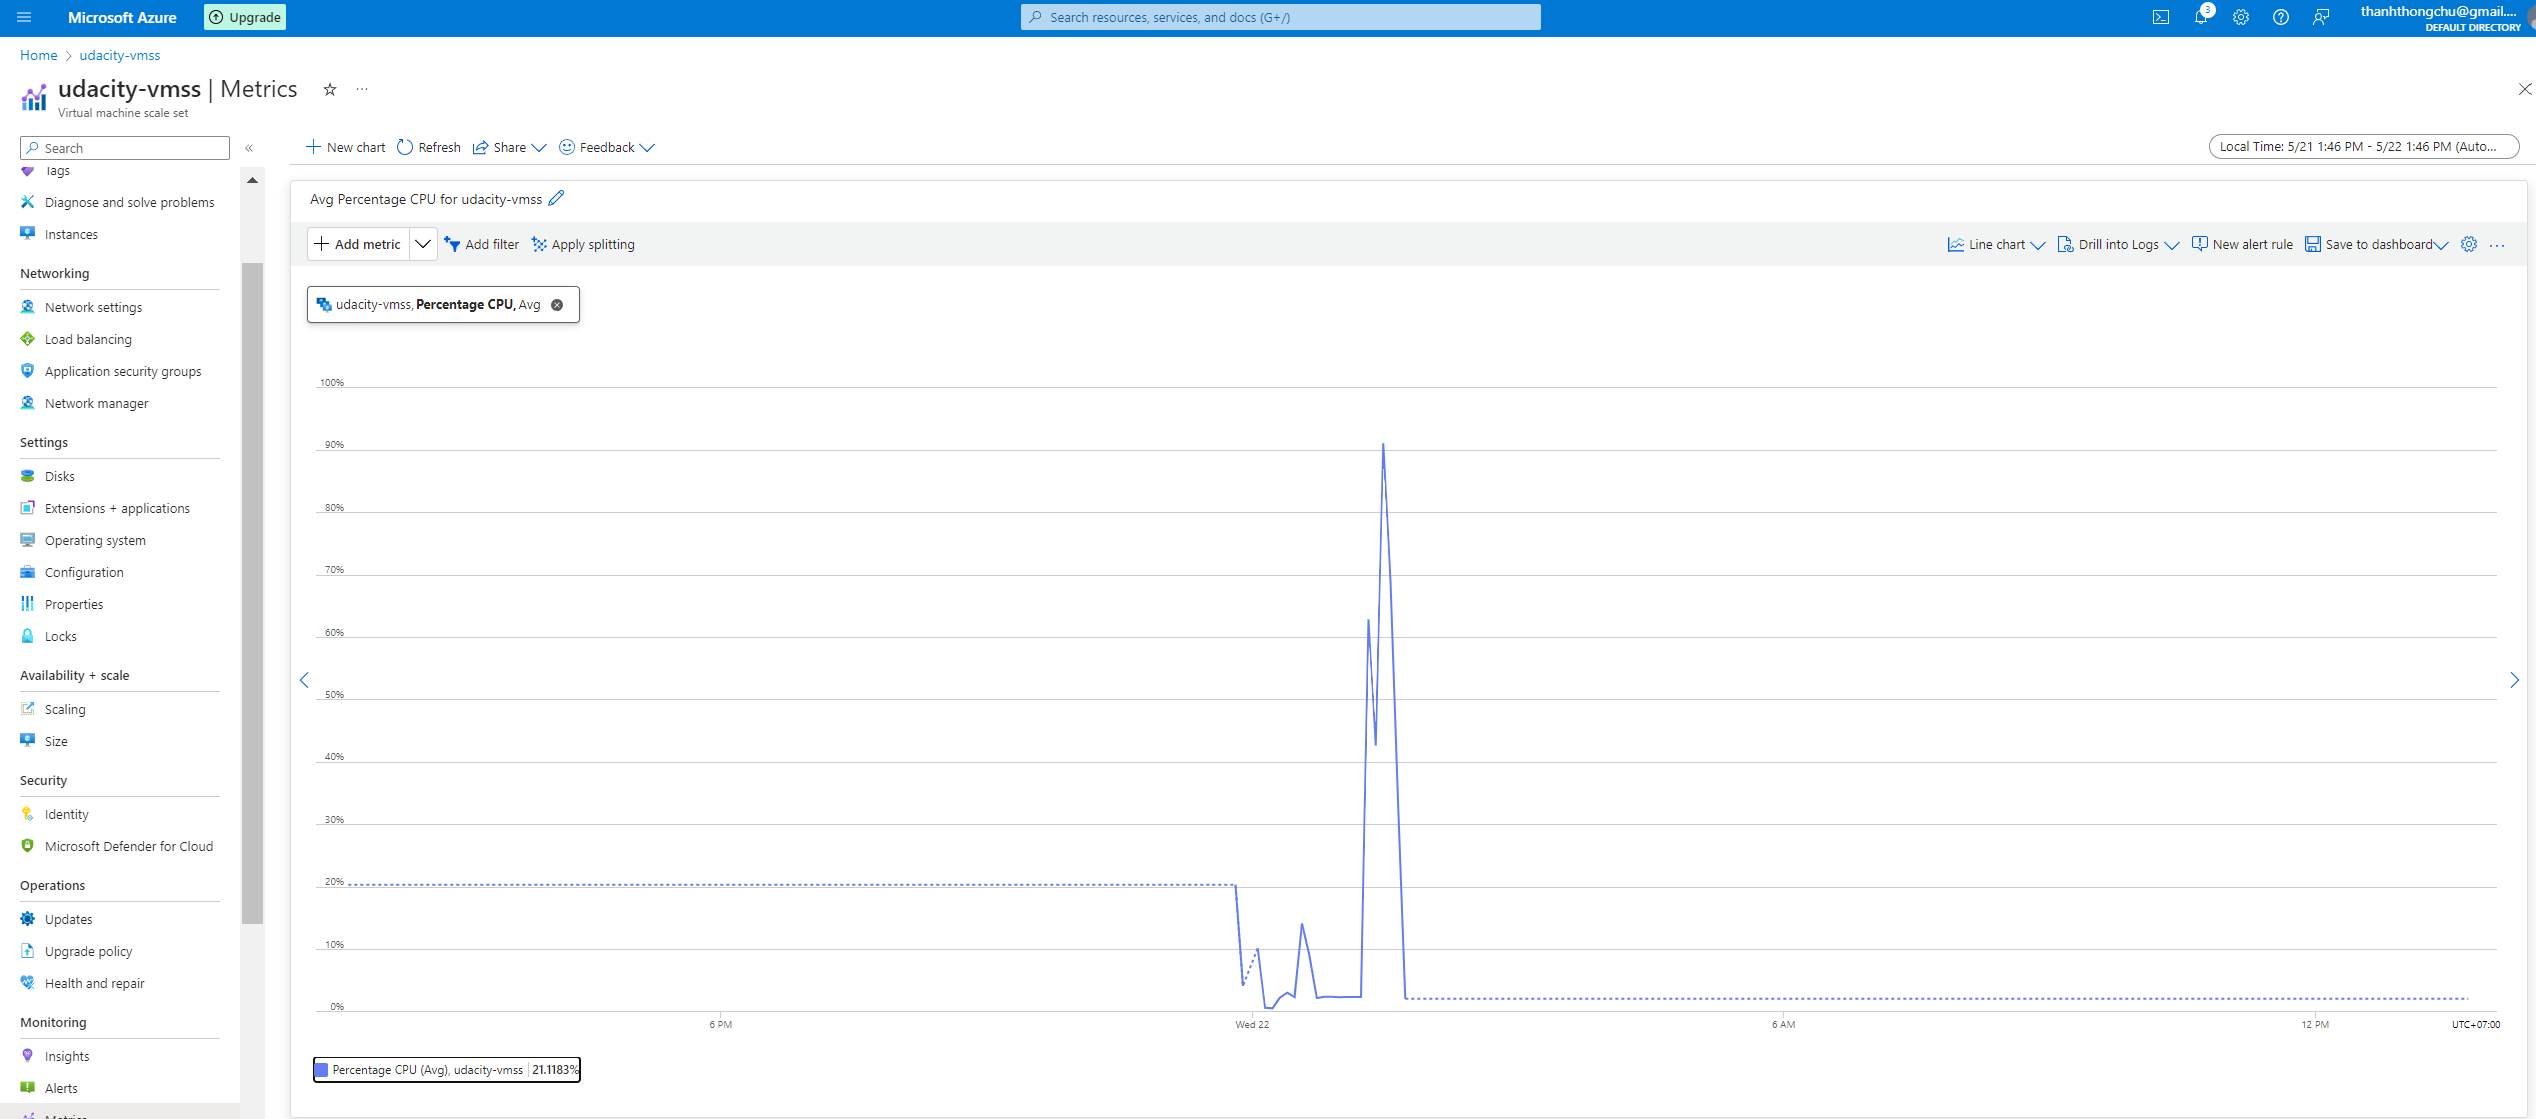 Microsoft Azure
Upgrade
Search resources, services, and docs (G+/)
3
thanhthongchu@gmail....
DEFAULT DIRECTORY
Home > udacity-vmss
udacity-vmss | Metrics
Virtual machine scale set
Search
Tags
Diagnose and solve problems
Instances
Networking
Network settings
Load balancing
Application security groups
Network manager
Settings
Disks
Extensions + applications
Operating system
Configuration
Properties
Locks
Availability + scale
Scaling
Size
Security
Identity
Microsoft Defender for Cloud
Operations
Updates
Upgrade policy
Health and repair
Monitoring
Insights
Alerts
Metrics
New chart
Refresh
Share
Feedback
Local Time: 5/21 1:46 PM - 5/22 1:46 PM (Auto...
Avg Percentage CPU for udacity-vmss
Add metric
Add filter
Apply splitting
Line chart
Drill into Logs
New alert rule
Save to dashboard
udacity-vmss, Percentage CPU, Avg
100%
90%
80%
70%
60%
50%
40%
30%
20%
10%
0%
6 PM
Wed 22
6 AM
12 PM
UTC+07:00
Percentage CPU (Avg), udacity-vmss | 21.1183%